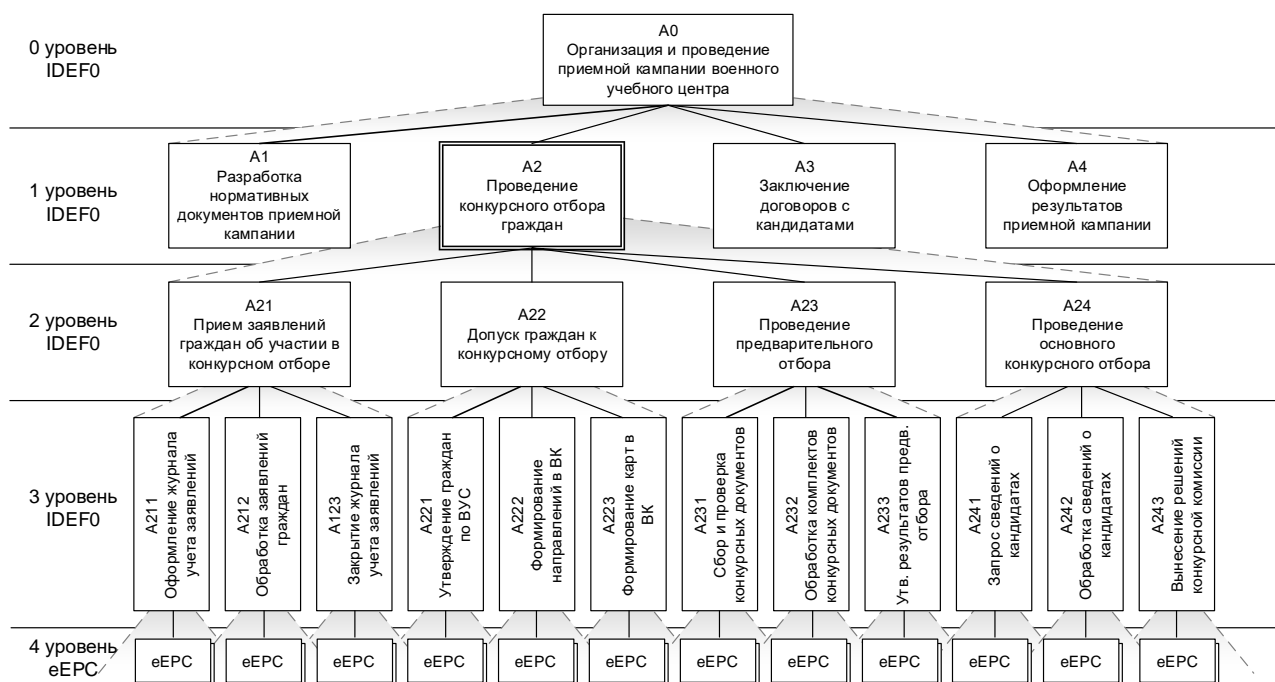 0 уровень
IDEF0
A0
Организация и проведение
приемной кампании военного
учебного центра
1 уровень
IDEF0
A1
Разработка
нормативных
документов приемной
кампании
A2
Проведение
конкурсного отбора
граждан
A3
Заключение
договоров с
кандидатами
A4
Оформление
результатов
приемной кампании
2 уровень
IDEF0
A21
Прием заявлений
граждан об участии в
конкурсном отборе
A22
Допуск граждан к
конкурсному отбору
A23
Проведение
предварительного
отбора
A24
Проведение
основного
конкурсного отбора
3 уровень
IDEF0
A211
Оформление журнала
учета заявлений
A212
Обработка заявлений
граждан
A123
Закрытие журнала
учета заявлений
A221
Утверждение граждан
по ВУС
A222
Формирование
направлений в ВК
A223
Формирование карт в
ВК
A231
Сбор и проверка
конкурсных документов
A232
Обработка комплектов
конкурсных документов
A233
Утв. результатов предв.
отбора
A241
Запрос сведений о
кандидатах
A242
Обработка сведений о
кандидатах
A243
Вынесение решений
конкурсной комиссии
4 уровень
eEPC
eEPC
eEPC
eEPC
eEPC
eEPC
eEPC
eEPC
eEPC
eEPC
eEPC
eEPC
eEPC